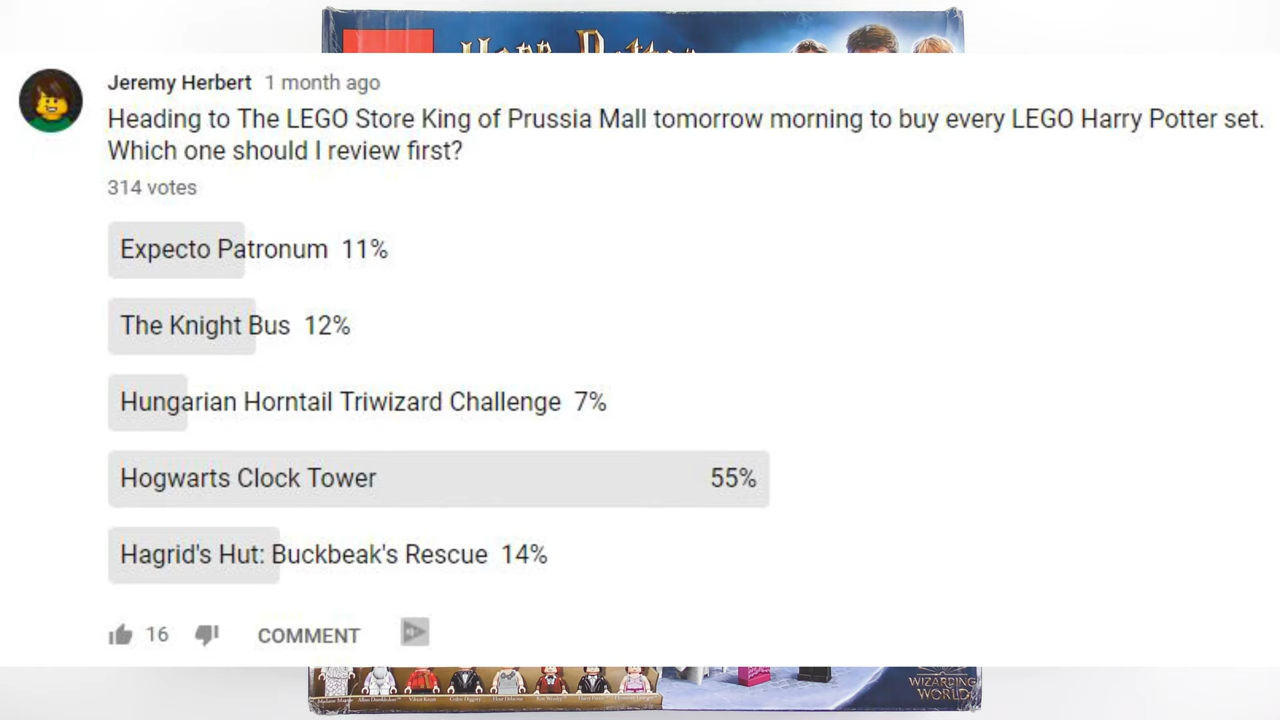 Harry Potter
Jeremy Herbert 1 month ago
Heading to The LEGO Store King of Prussia Mall tomorrow morning to buy every LEGO Harry Potter set.
Which one should I review first?
314 votes
Expecto Patronum 11%
The Knight Bus 12%
Hungarian Horntail Triwizard Challenge 7%
Hogwarts Clock Tower 55%
Hagrid's Hut: Buckbeak's Rescue 14%
16 COMMENT
WIZARDING
WORLD